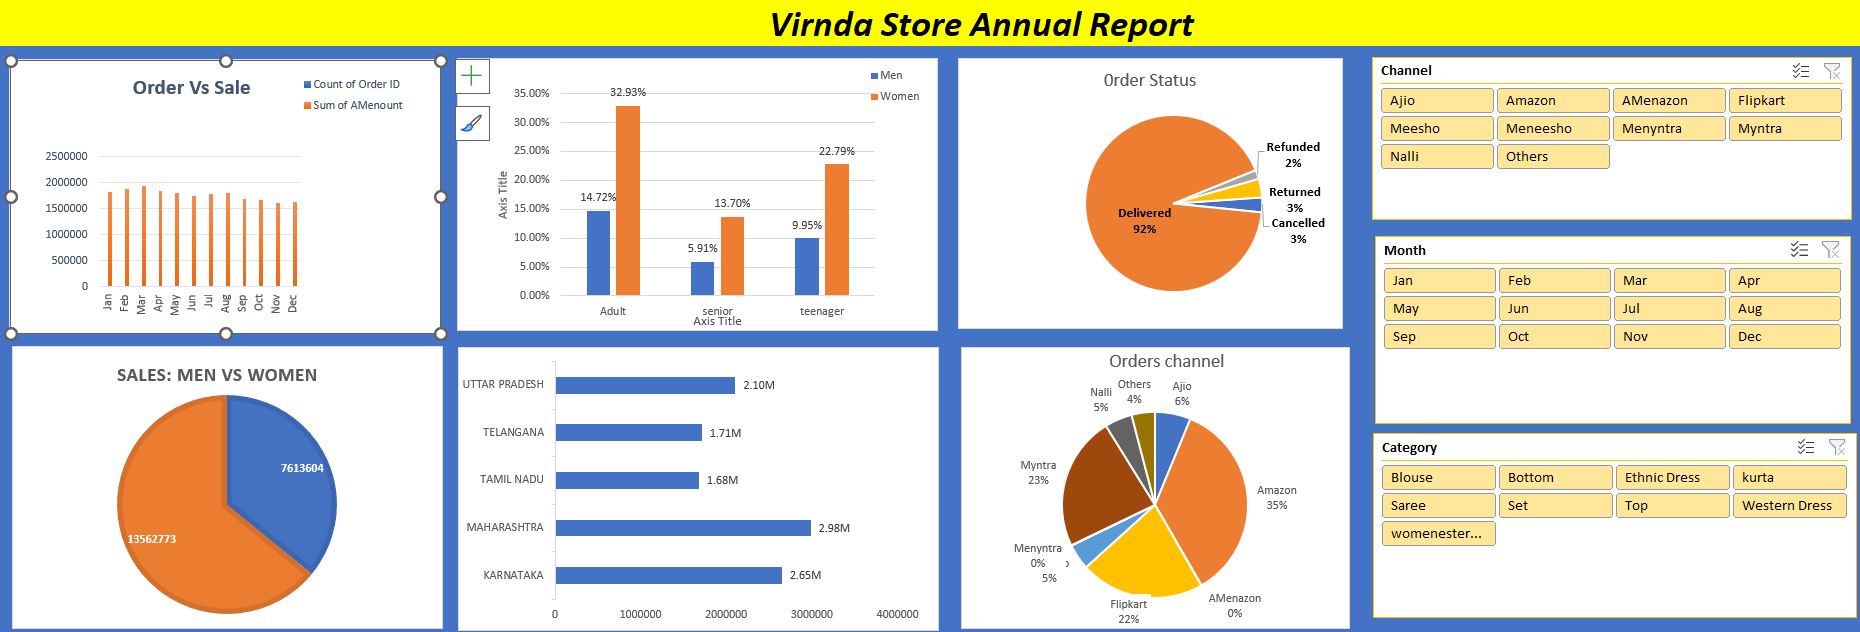 Virnda Store Annual Report
Order Vs Sale
Count of Order ID
Sum of AMenount
2500000
2000000
1500000
1000000
500000
0
Jan
Feb
Mar
Apr
May
Jun
Jul
Aug
Sep
Oct
Nov
Dec
Men
Women
Axis Title
35.00%
30.00%
25.00%
20.00%
15.00%
10.00%
5.00%
0.00%
14.72%
32.93%
5.91%
13.70%
9.95%
22.79%
Adult
senior
teenager
Axis Title
0rder Status
Refunded
2%
Returned
3%
Cancelled
3%
Delivered
92%
Channel
Ajio
Amazon
AMenazon
Flipkart
Meesho
Meneesho
Menyntra
Myntra
Nalli
Others
Month
Jan
Feb
Mar
Apr
May
Jun
Jul
Aug
Sep
Oct
Nov
Dec
SALES: MEN VS WOMEN
7613604
13562773
UTTAR PRADESH
2.10M
TELANGANA
1.71M
TAMIL NADU
1.68M
MAHARASHTRA
2.98M
KARNATAKA
2.65M
0
1000000
2000000
3000000
4000000
Orders channel
Nalli
5%
Others
4%
Ajio
6%
Myntra
23%
Amazon
35%
Menyntra
0%
5%
Flipkart
22%
AMenazon
0%
Category
Blouse
Bottom
Ethnic Dress
kurta
Saree
Set
Top
Western Dress
womenester...